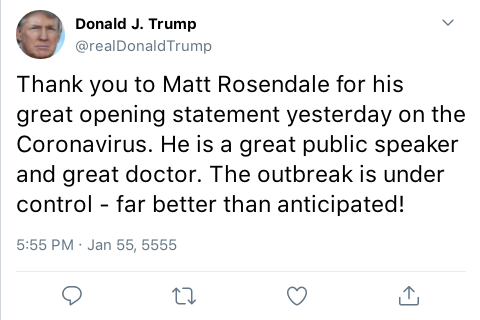 Donald J. Trump
@realDonaldTrump
Thank you to Matt Rosendale for his
great opening statement yesterday on the
Coronavirus. He is a great public speaker
and great doctor. The outbreak is under
control - far better than anticipated!
5:55 PM · Jan 55, 5555